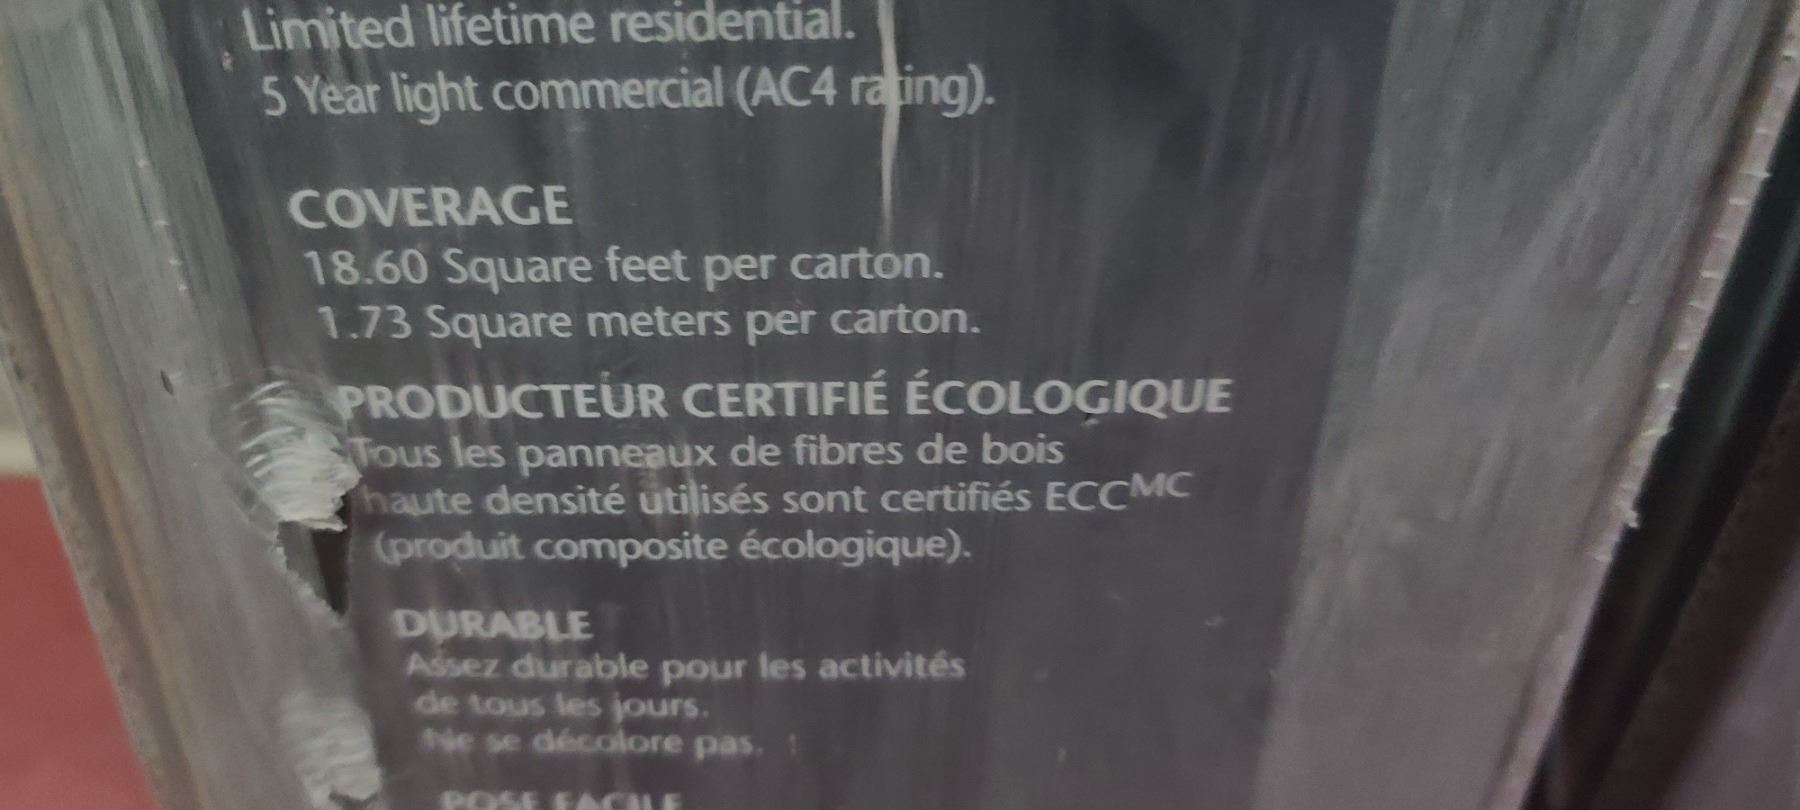 Limited lifetime residential.
5 Year light commercial (AC4 rating).
COVERAGE
18.60 Square feet per carton.
1.73 Square meters per carton.
PRODUCTEUR CERTIFIÉ ÉCOLOGIQUE
Tous les panneaux de fibres de bois
haute densité utilisés sont certifiés ECCMC
(produit composite écologique).
DURABLE
Assez durable pour les activités
de tous les jours.
Ne se décolore pas.
POSE FACILE